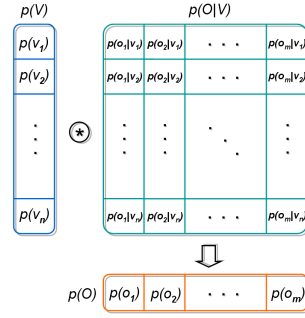 p(V) p(O|V)
p(v₁) p(o₁|v₁) p(o₂|v₁) . . . p(oₘ|v₁)
p(v₂) p(o₁|v₂) p(o₂|v₂) p(oₘ|v₂)
. . . * . . . . . . . . . . . .
p(vₙ) p(o₁|vₙ) p(o₂|vₙ) . . . p(oₘ|vₙ)
p(O) p(o₁) p(o₂) . . . p(oₘ)